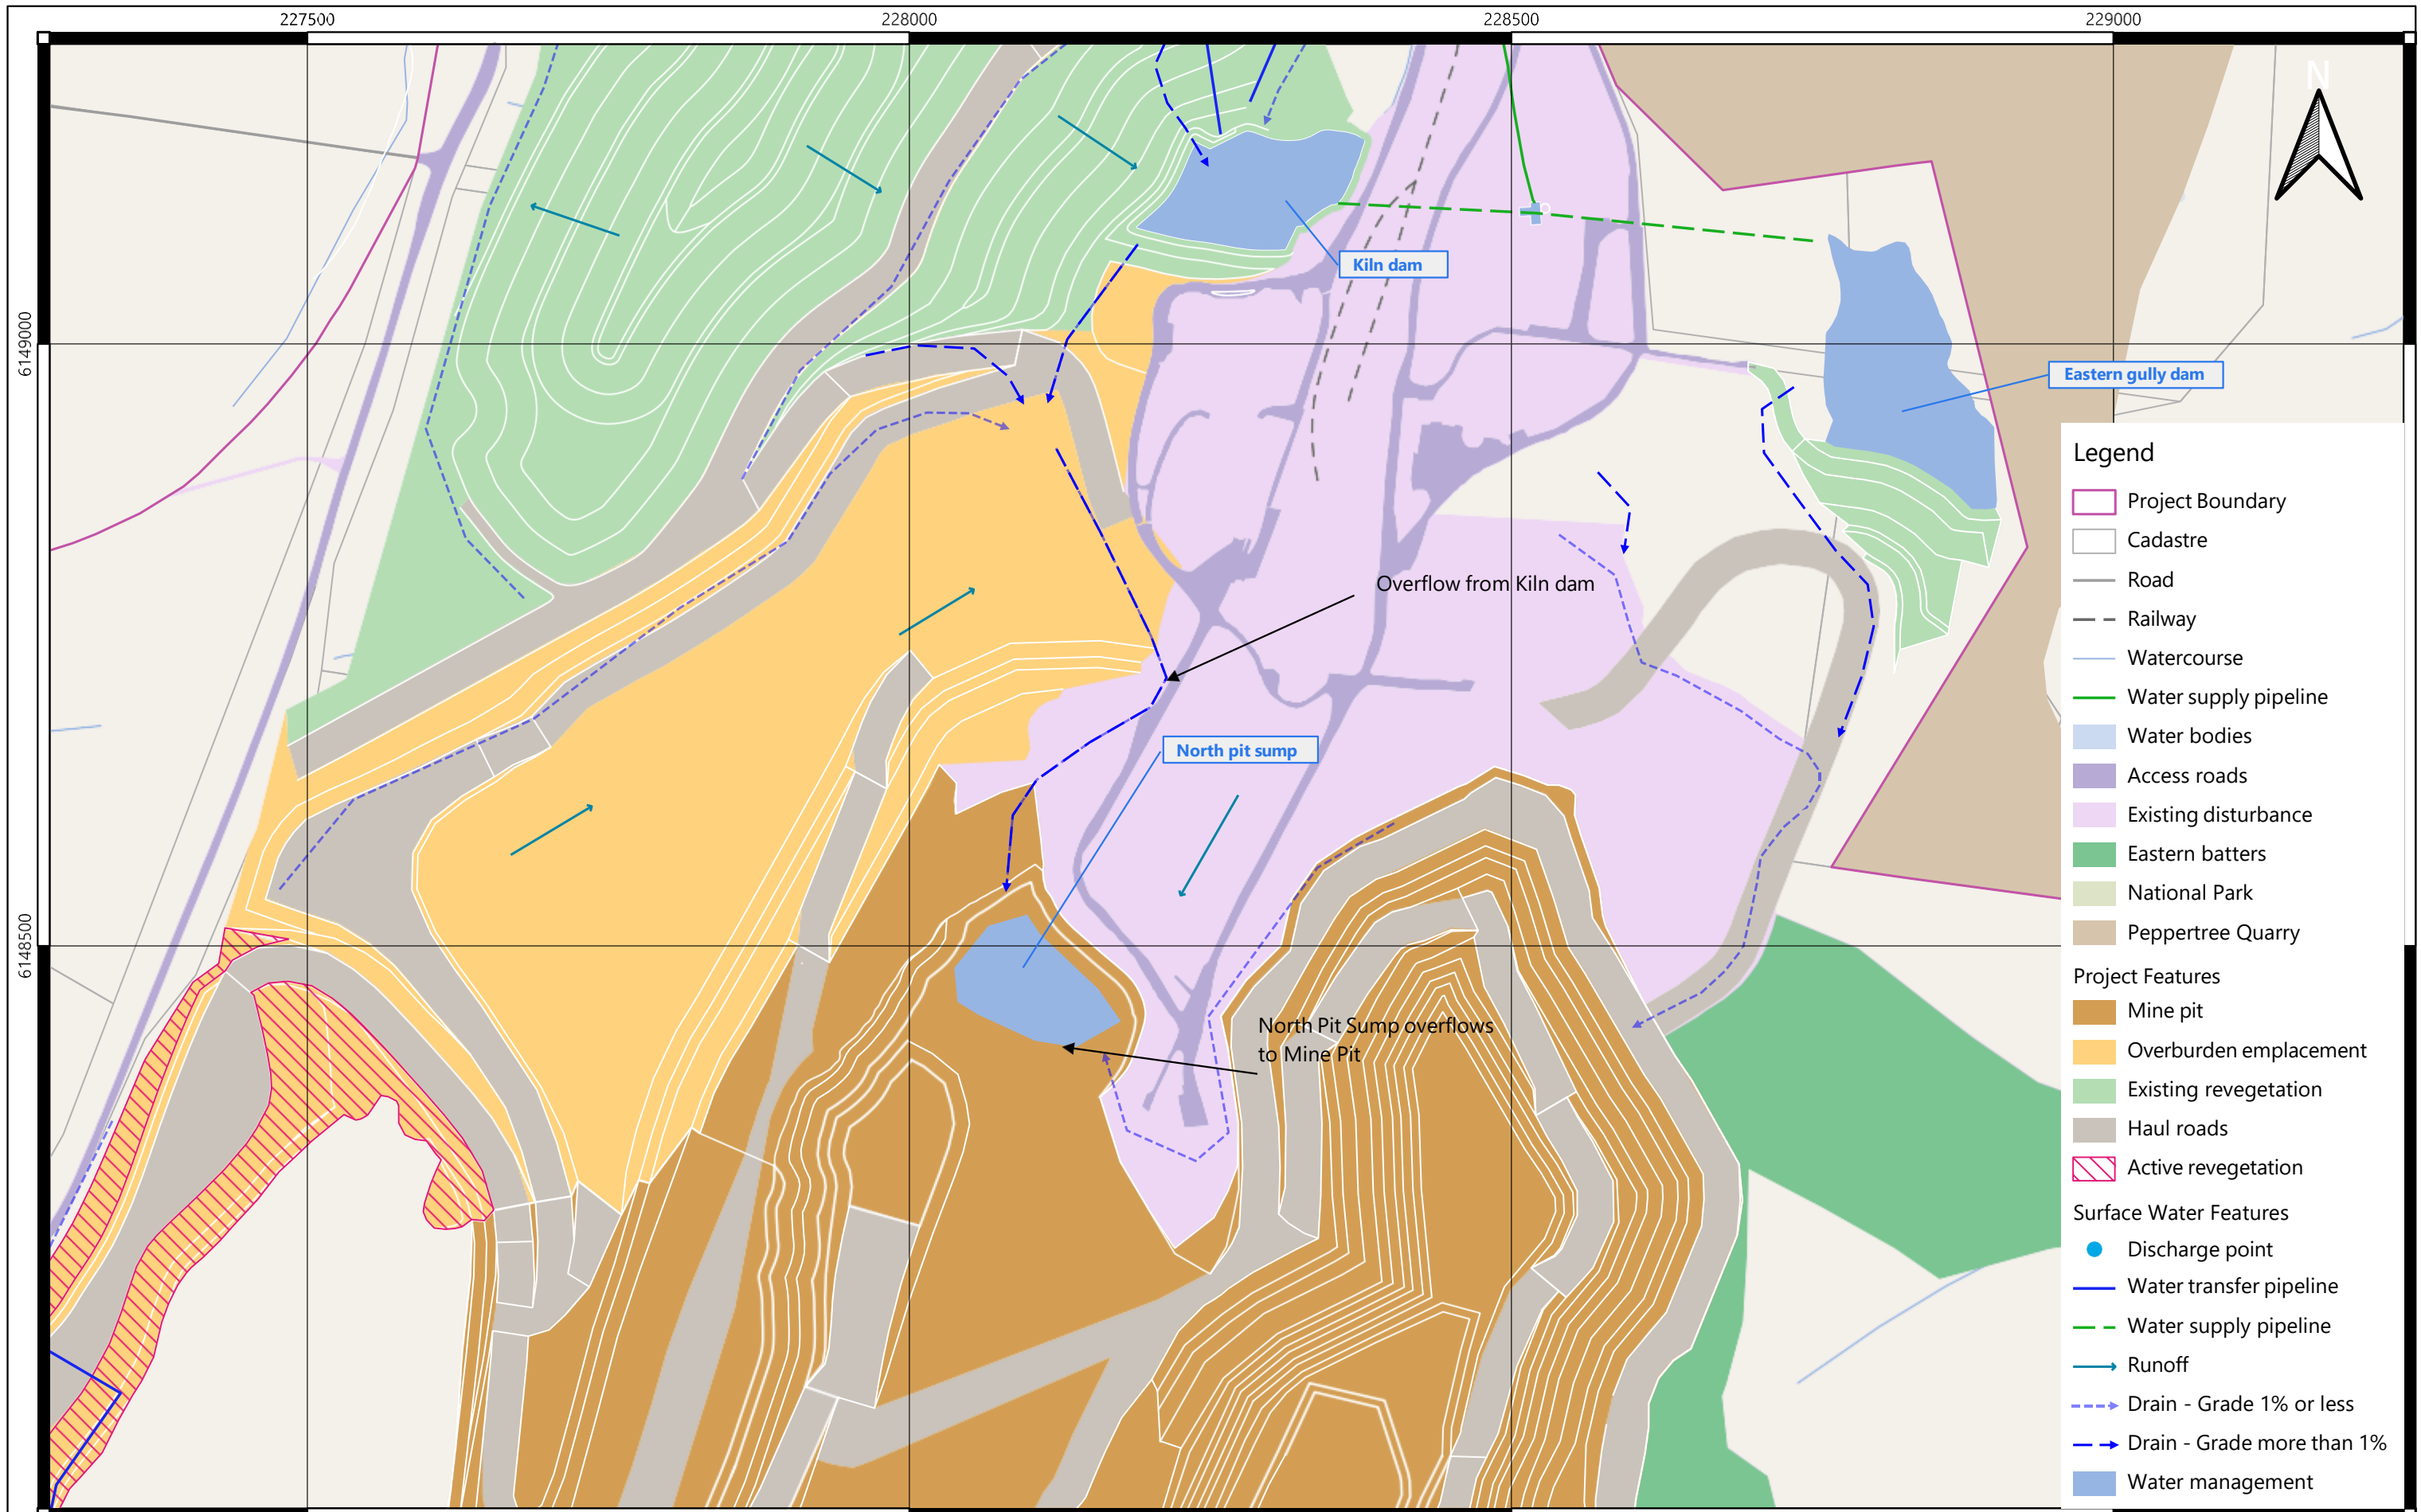 227500
228000
228500
229000
N
6149000
6148500
Kiln dam
Eastern gully dam
Overflow from Kiln dam
North pit sump
North Pit Sump overflows
to Mine Pit
Legend
Project Boundary
Cadastre
Road
Railway
Watercourse
Water supply pipeline
Water bodies
Access roads
Existing disturbance
Eastern batters
National Park
Peppertree Quarry
Project Features
Mine pit
Overburden emplacement
Existing revegetation
Haul roads
Active revegetation
Surface Water Features
Discharge point
Water transfer pipeline
Water supply pipeline
Runoff
Drain - Grade 1% or less
Drain - Grade more than 1%
Water management